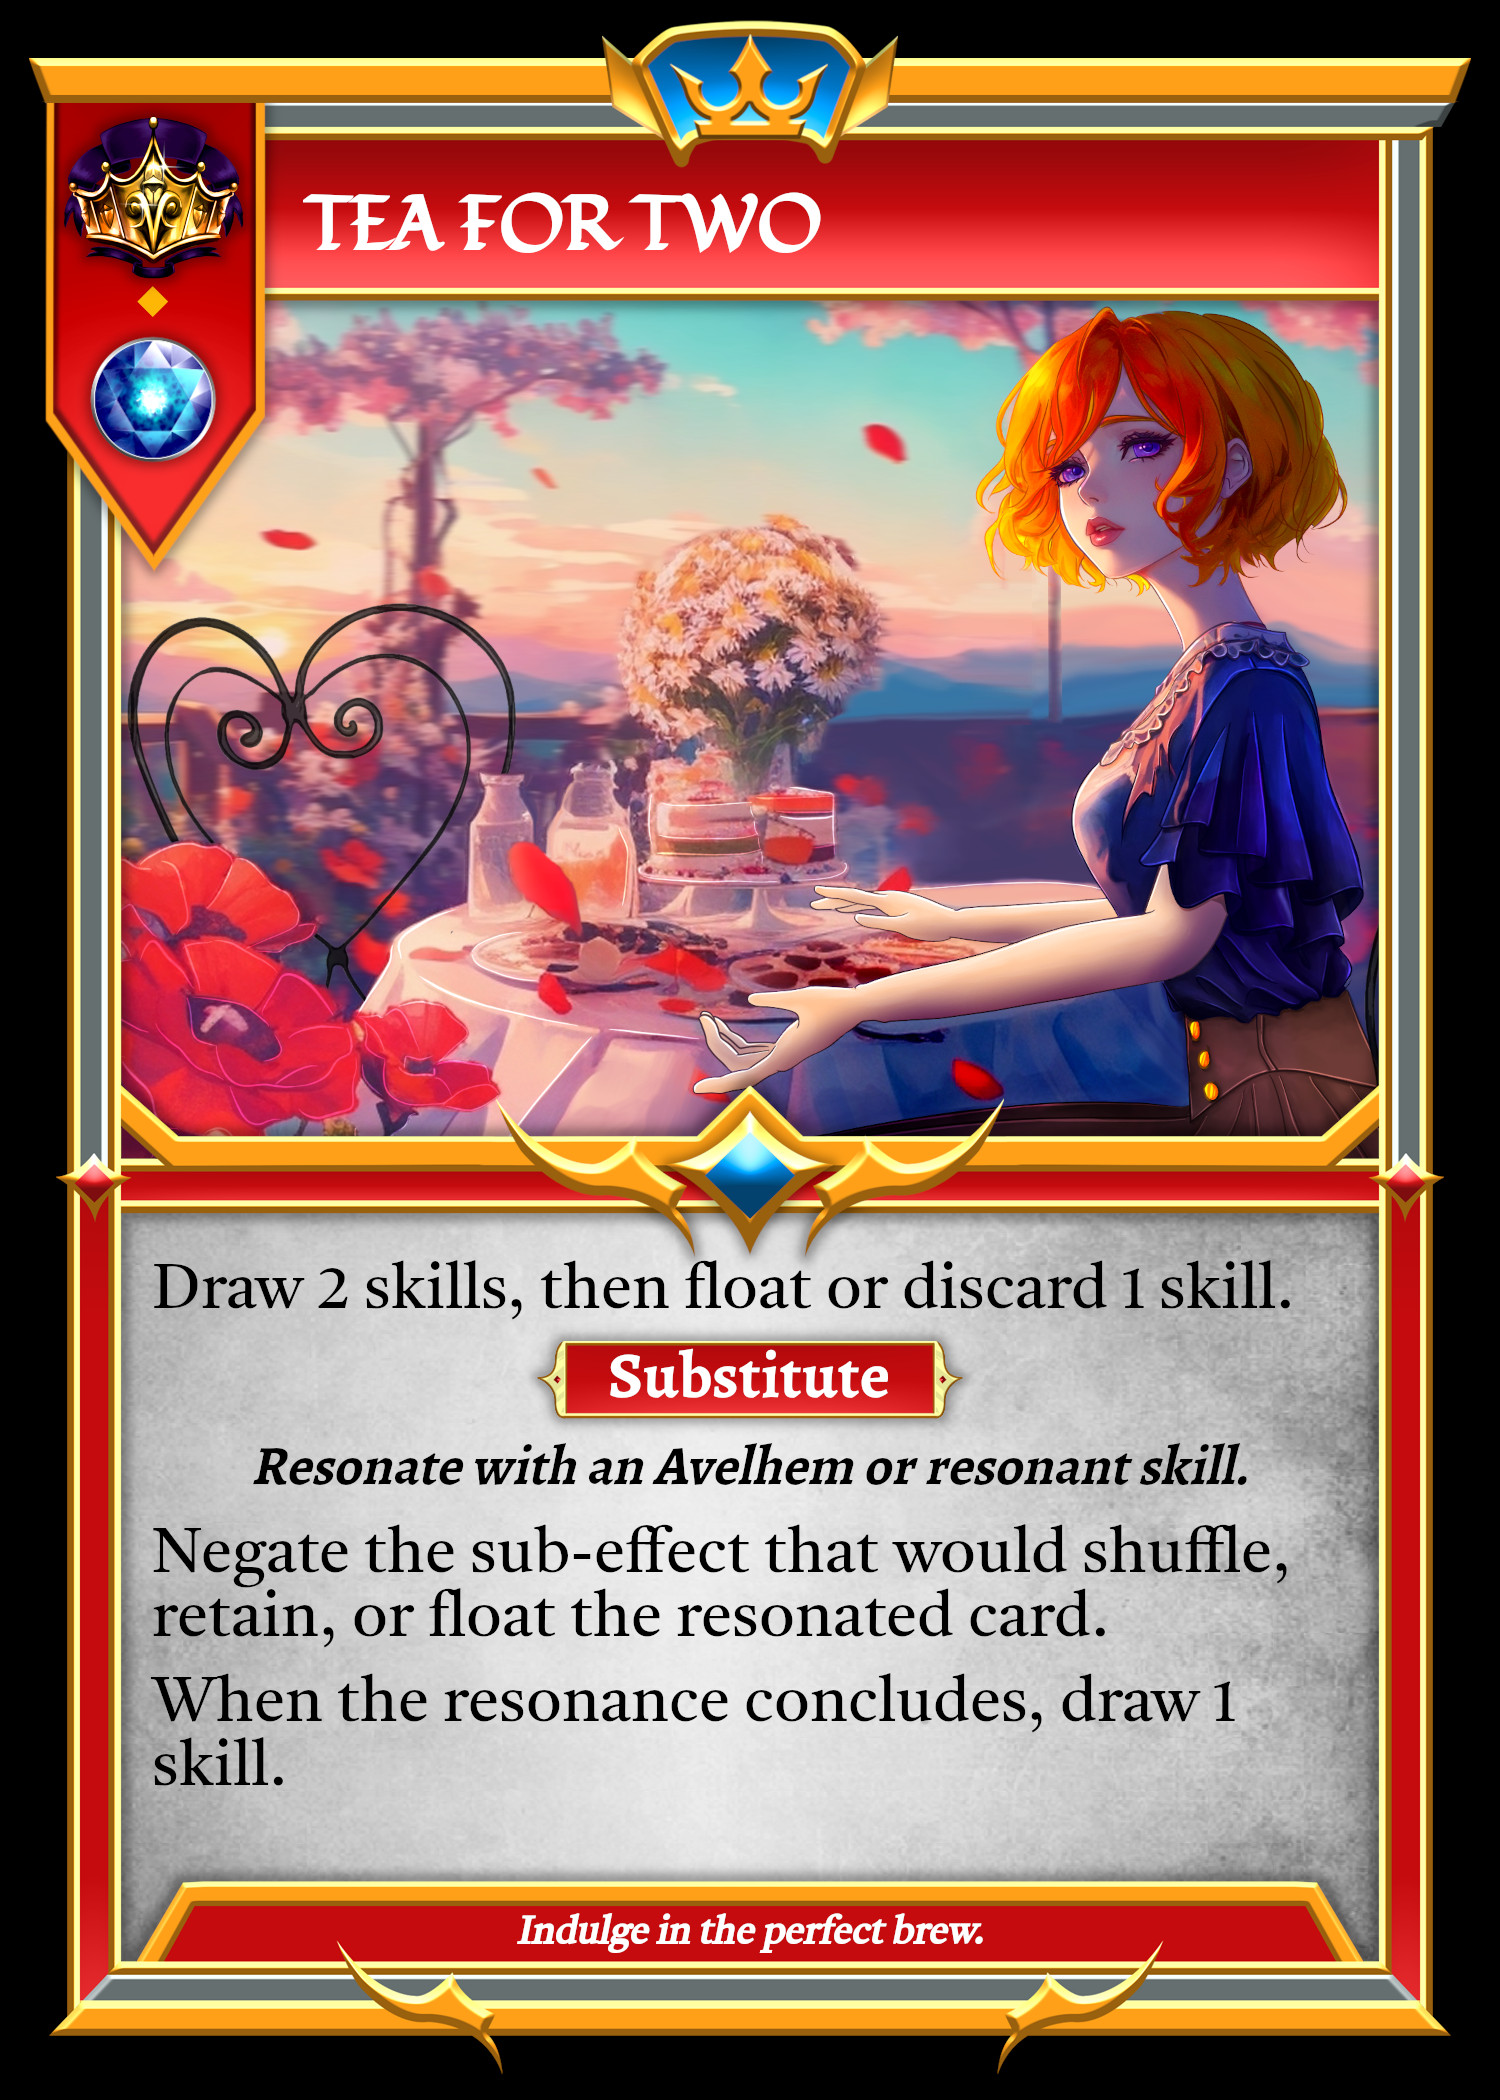 TEA FOR TWO
Draw 2 skills, then float or discard 1 skill.
Substitute
Resonate with an Avelhem or resonant skill.
Negate the sub-effect that would shuffle,
retain, or float the resonated card.
When the resonance concludes, draw 1
skill.
Indulge in the perfect brew.